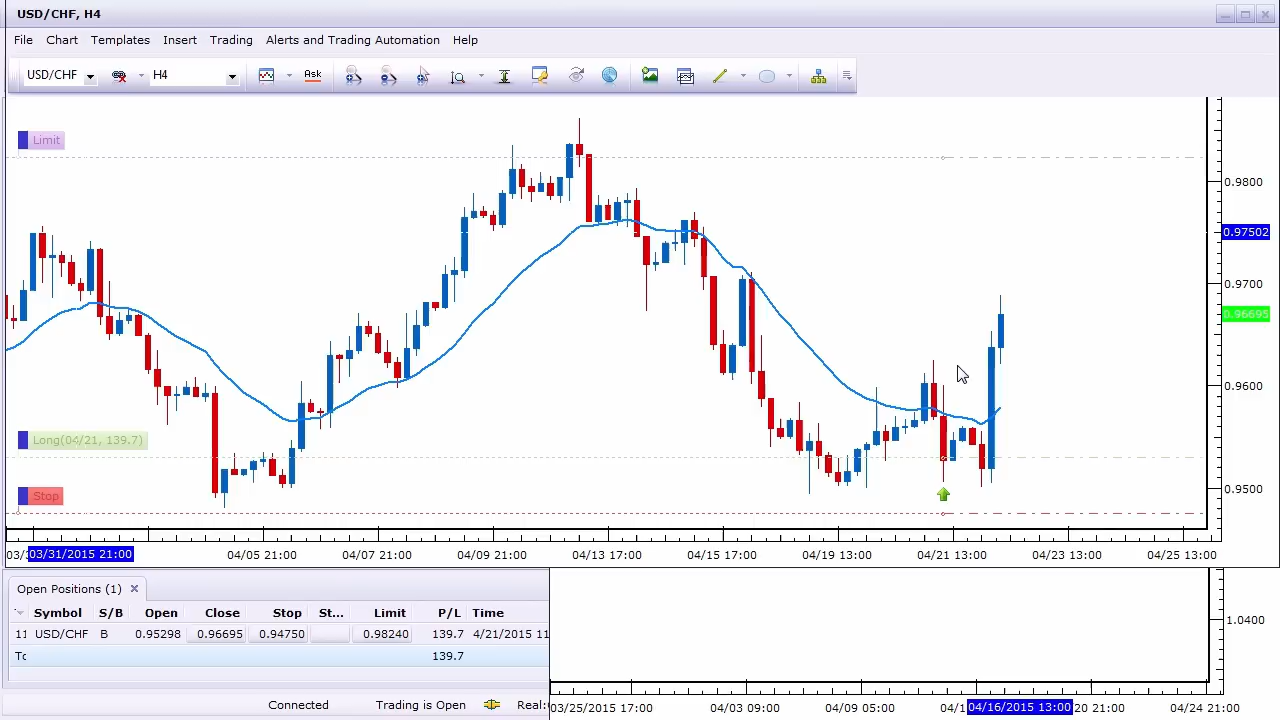 USD/CHF, H4
File Chart Templates Insert Trading Alerts and Trading Automation Help
USD/CHF H4 Ask
Limit
0.9800
0.97502
0.9700
0.96695
0.9600
Long(04/21, 139.7)
Stop
0.9500
03/31/2015 21:00 04/05 21:00 04/07 21:00 04/09 21:00 04/13 17:00 04/15 17:00 04/19 13:00 04/21 13:00 04/23 13:00 04/25 13:00
Open Positions (1)
Symbol S/B Open Close Stop St... Limit P/L Time
11 USD/CHF B 0.95298 0.96695 0.94750 0.98240 139.7 4/21/2015 11
139.7
1.0400
Connected Trading is Open Real:
03/25/2015 17:00 04/03 09:00 04/09 05:00 04/16/2015 13:00 20 21:00 04/24 21:00